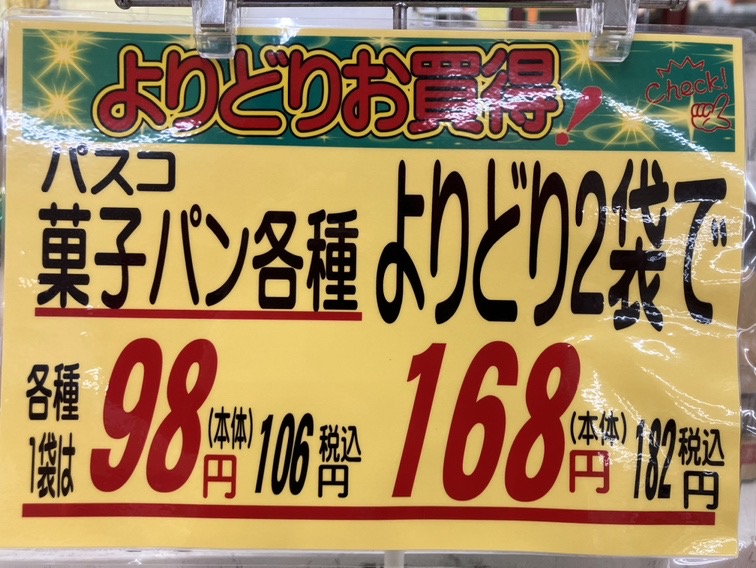 よりどりお買得!
Check!
パスコ
菓子パン各種
よりどり2袋で
各種
1袋は
98円(本体)
106円税込
168円(本体)
182円税込